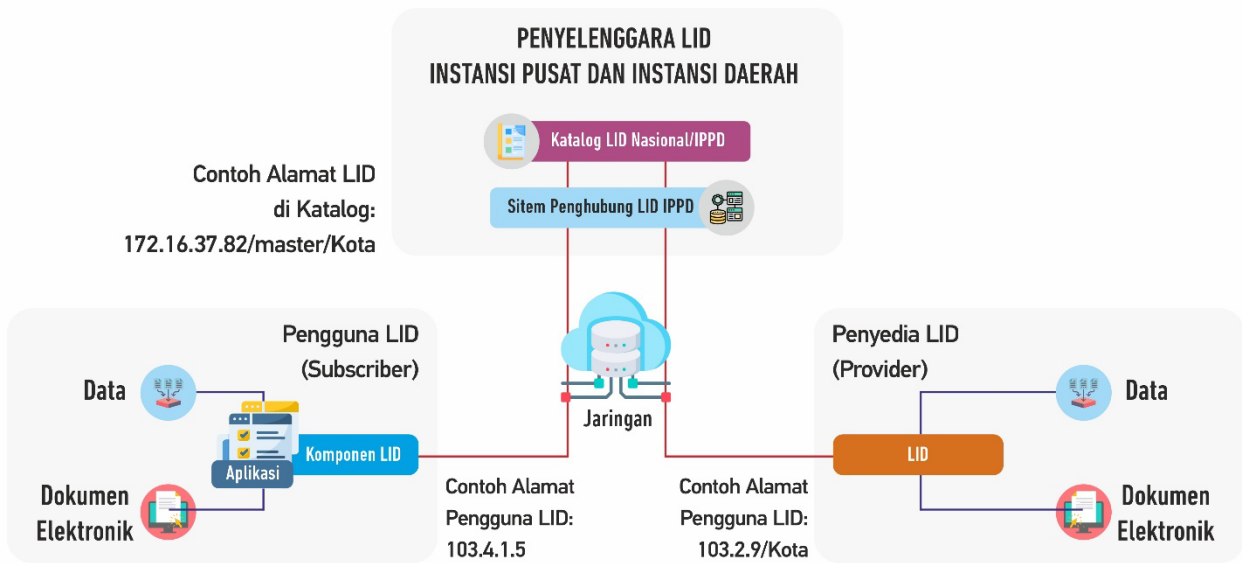 PENYELENGGARA LID
INSTANSI PUSAT DAN INSTANSI DAERAH
Katalog LID Nasional/IPPD
Sitem Penghubung LID IPPD
Contoh Alamat LID
di Katalog:
172.16.37.82/master/Kota
Pengguna LID
(Subscriber)
Data
Aplikasi
Komponen LID
Dokumen
Elektronik
Jaringan
Contoh Alamat
Pengguna LID:
103.4.1.5
Contoh Alamat
Pengguna LID:
103.2.9/Kota
Penyedia LID
(Provider)
Data
LID
Dokumen
Elektronik